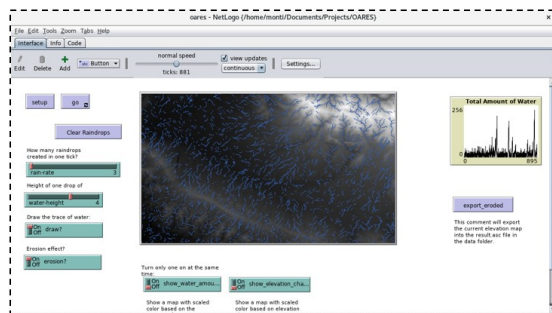 oares - NetLogo {/home/monti/Documents/Projects/OARES} ×
File Edit Tools Zoom Tabs Help
Interface Info Code
Edit Delete Add Button normal speed view updates Settings...
ticks: 881 continuous
setup go
Clear Raindrops
How many raindrops
created in one tick?
rain-rate 3
Height of one drop of
water-height 4
Draw the trace of water:
On
Off draw?
Erosion effect?
On
Off erosion?
Turn only one on at the same
time:
On
Off show_water_amou...
On
Off show_elevation_cha...
Show a map with scaled
color based on the
Show a map with scaled
color based on elevation
Total Amount of Water
256
0
0 895
export_eroded
This comment will export
the current elevation map
into the result.asc file in
the data folder.